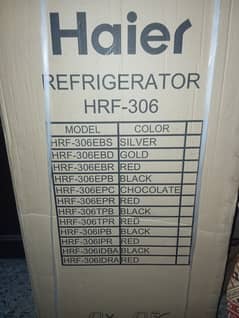 Haier
REFRIGERATOR
HRF-306
MODEL COLOR
HRF-306EBS SILVER
HRF-306EBD GOLD
HRF-306EBR RED
HRF-306EPB BLACK
HRF-306EPC CHOCOLATE
HRF-306EPR RED
HRF-306TPB BLACK
HRF-306TPR RED
HRF-306IPB BLACK
HRF-306IPR RED
HRF-306IDBA BLACK
HRF-306IDRA RED